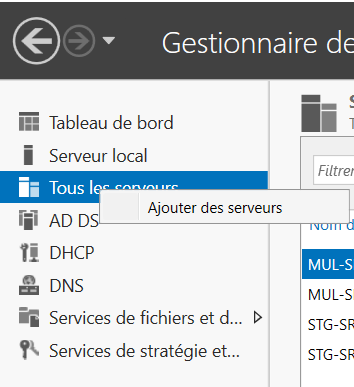 Gestionnaire de
Tableau de bord
Serveur local
Tous les serveurs
Ajouter des serveurs
AD DS
DHCP
DNS
Services de fichiers et d...
Services de stratégie et...
S
T
Filtrer
Nom d
MUL-S
MUL-S
STG-SR
STG-SR